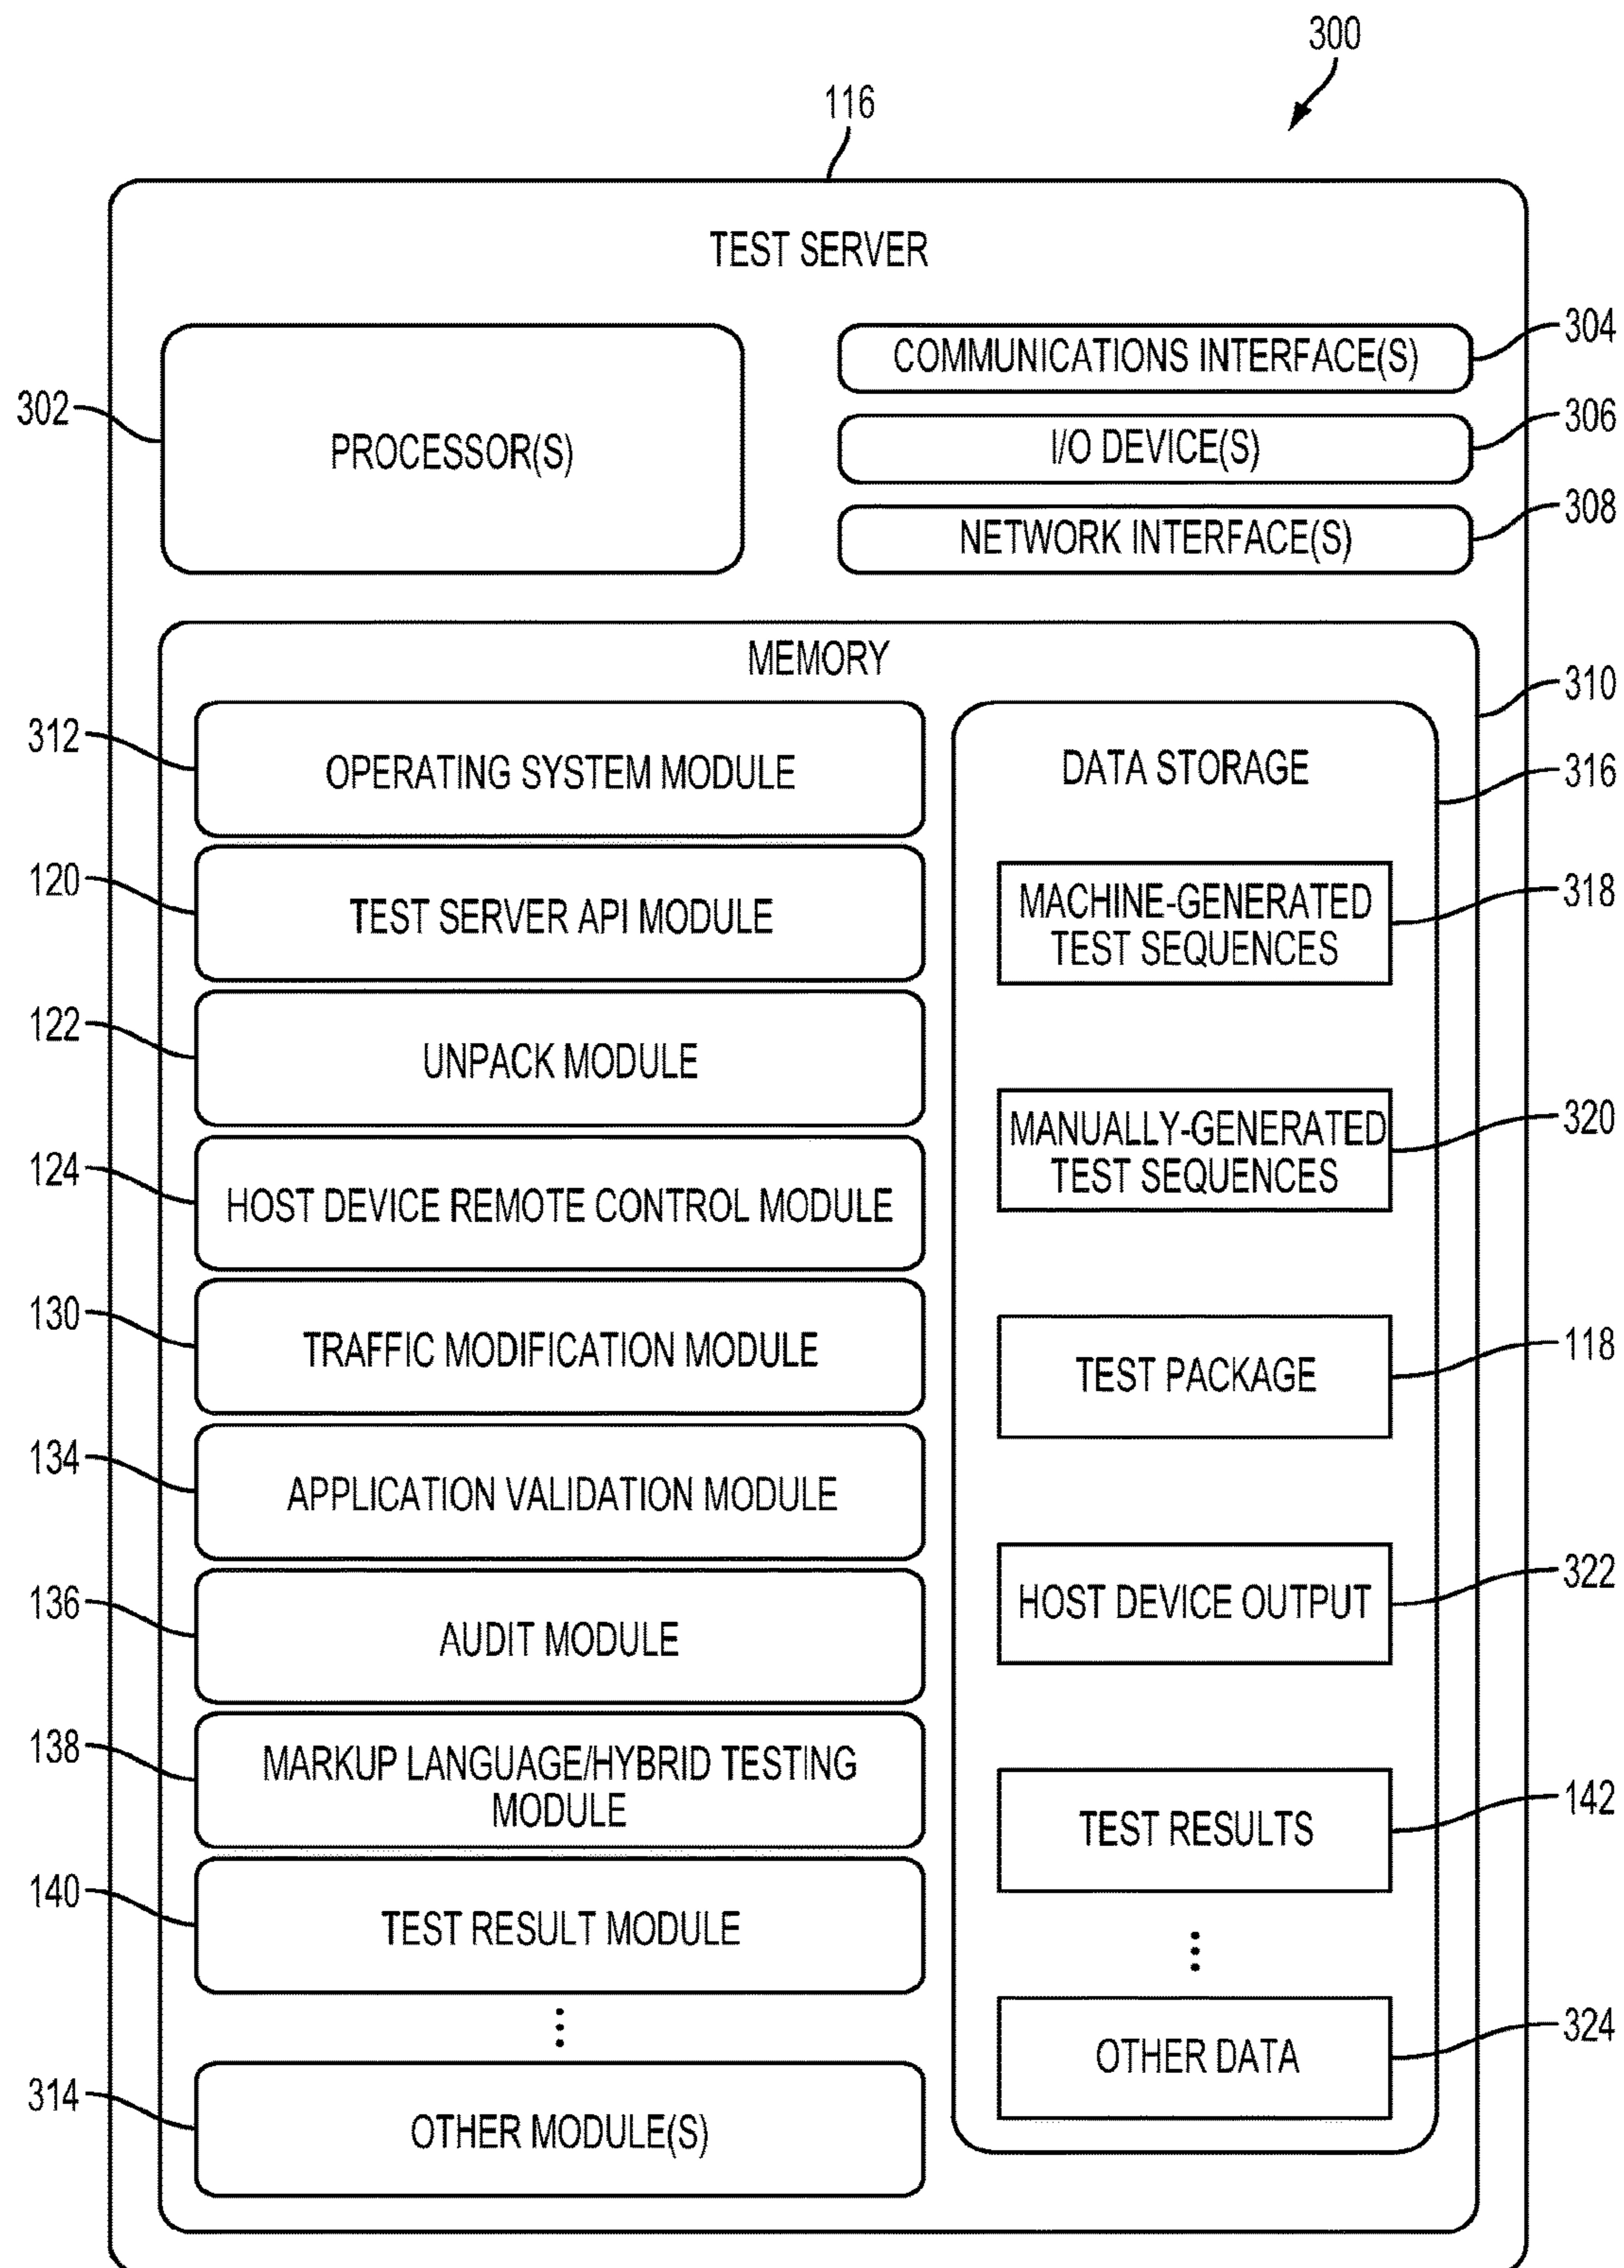 300
116
TEST SERVER
302
PROCESSOR(S)
COMMUNICATIONS INTERFACE(S)
304
I/O DEVICE(S)
306
NETWORK INTERFACE(S)
308
MEMORY
310
312
OPERATING SYSTEM MODULE
120
TEST SERVER API MODULE
122
UNPACK MODULE
124
HOST DEVICE REMOTE CONTROL MODULE
130
TRAFFIC MODIFICATION MODULE
134
APPLICATION VALIDATION MODULE
136
AUDIT MODULE
138
MARKUP LANGUAGE/HYBRID TESTING
MODULE
140
TEST RESULT MODULE
314
OTHER MODULE(S)
DATA STORAGE
316
MACHINE-GENERATED
TEST SEQUENCES
318
MANUALLY-GENERATED
TEST SEQUENCES
320
TEST PACKAGE
118
HOST DEVICE OUTPUT
322
TEST RESULTS
142
OTHER DATA
324